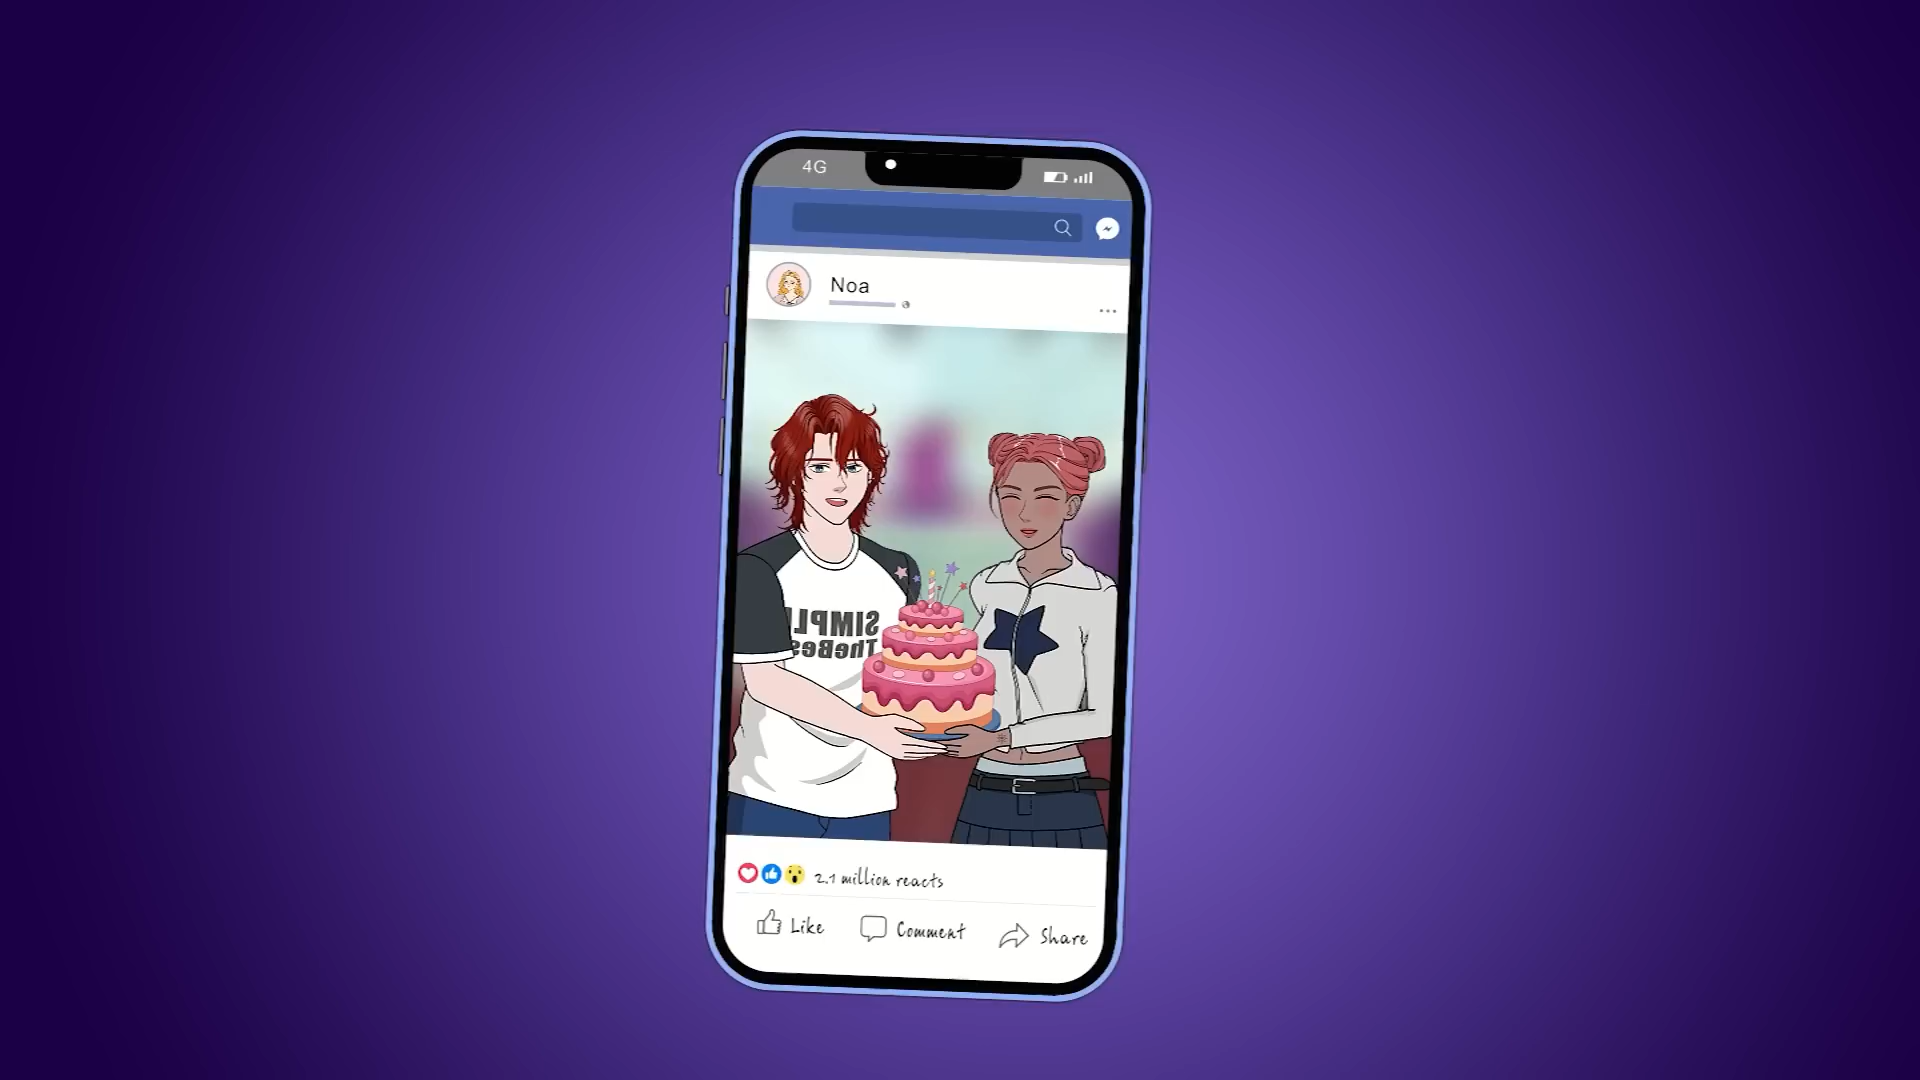 4G
Noa
SIMPL
TheBes
2.1 million reacts
Like
Comment
Share